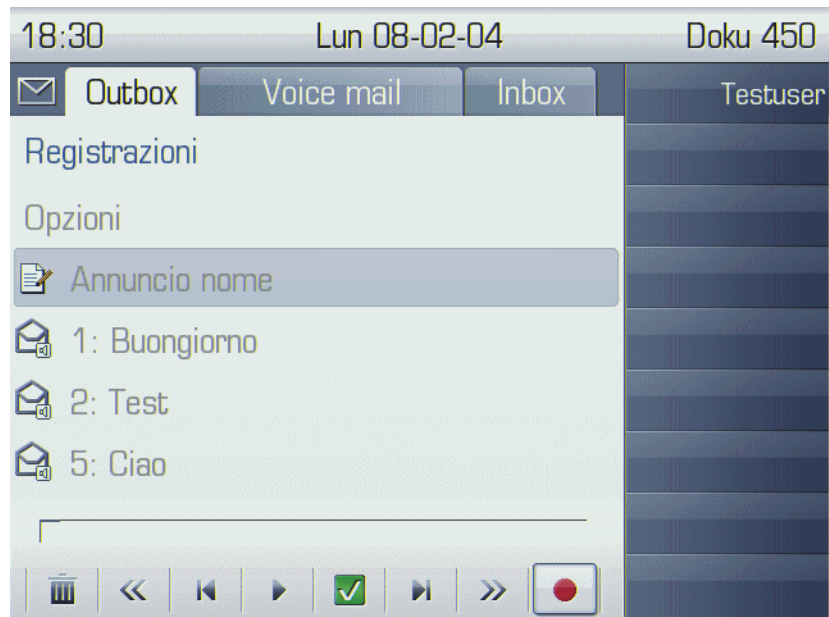 18:30 Lun 08-02-04 Doku 450
Outbox Voice mail Inbox Testuser
Registrazioni
Opzioni
Annuncio nome
1: Buongiorno
2: Test
5: Ciao